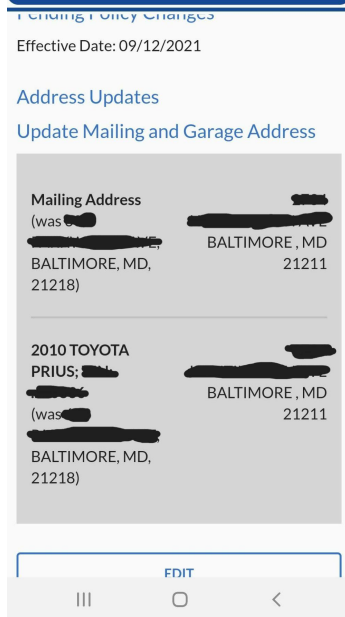 Pending Policy Changes
Effective Date: 09/12/2021
Address Updates
Update Mailing and Garage Address
Mailing Address
(was
BALTIMORE, MD,
21218)
BALTIMORE , MD
21211
2010 TOYOTA
PRIUS;
(was
BALTIMORE, MD,
21218)
BALTIMORE , MD
21211
EDIT